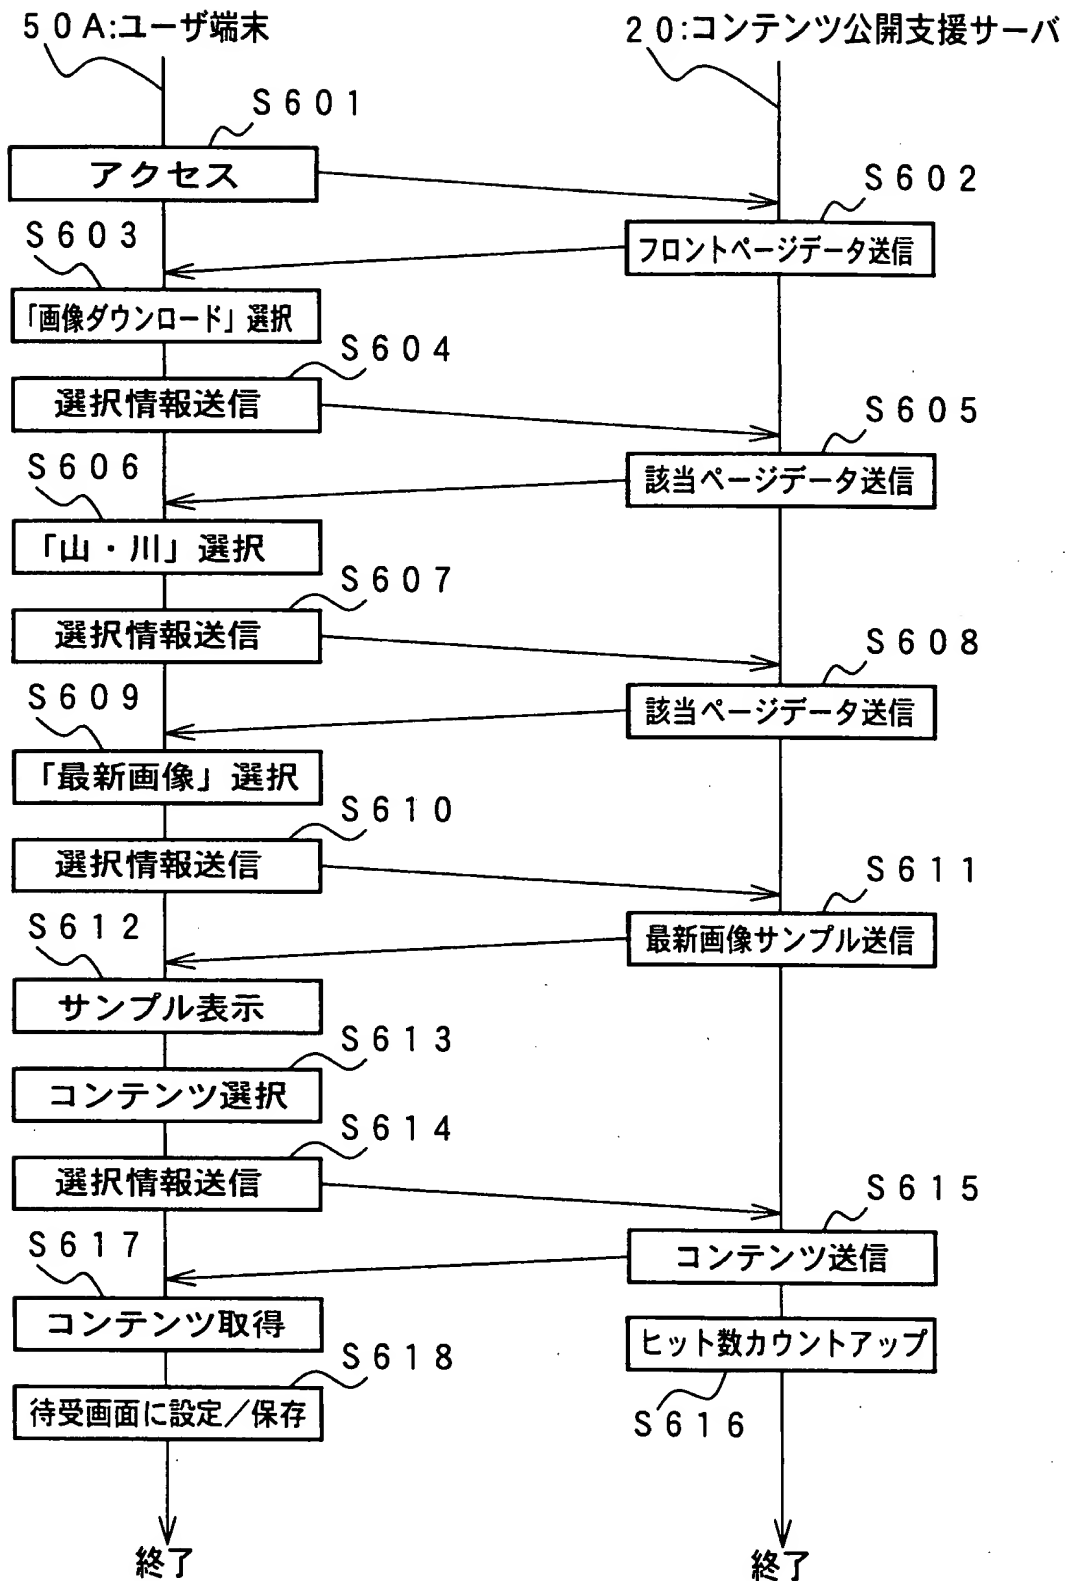 50A:ユーザ端末
20:コンテンツ公開支援サーバ
S601
アクセス
S602
フロントページデータ送信
S603
「画像ダウンロード」選択
S604
選択情報送信
S605
該当ページデータ送信
S606
「山・川」選択
S607
選択情報送信
S608
該当ページデータ送信
S609
「最新画像」選択
S610
選択情報送信
S611
最新画像サンプル送信
S612
サンプル表示
S613
コンテンツ選択
S614
選択情報送信
S615
コンテンツ送信
S617
コンテンツ取得
ヒット数カウントアップ
S616
S618
待受画面に設定/保存
終了
終了